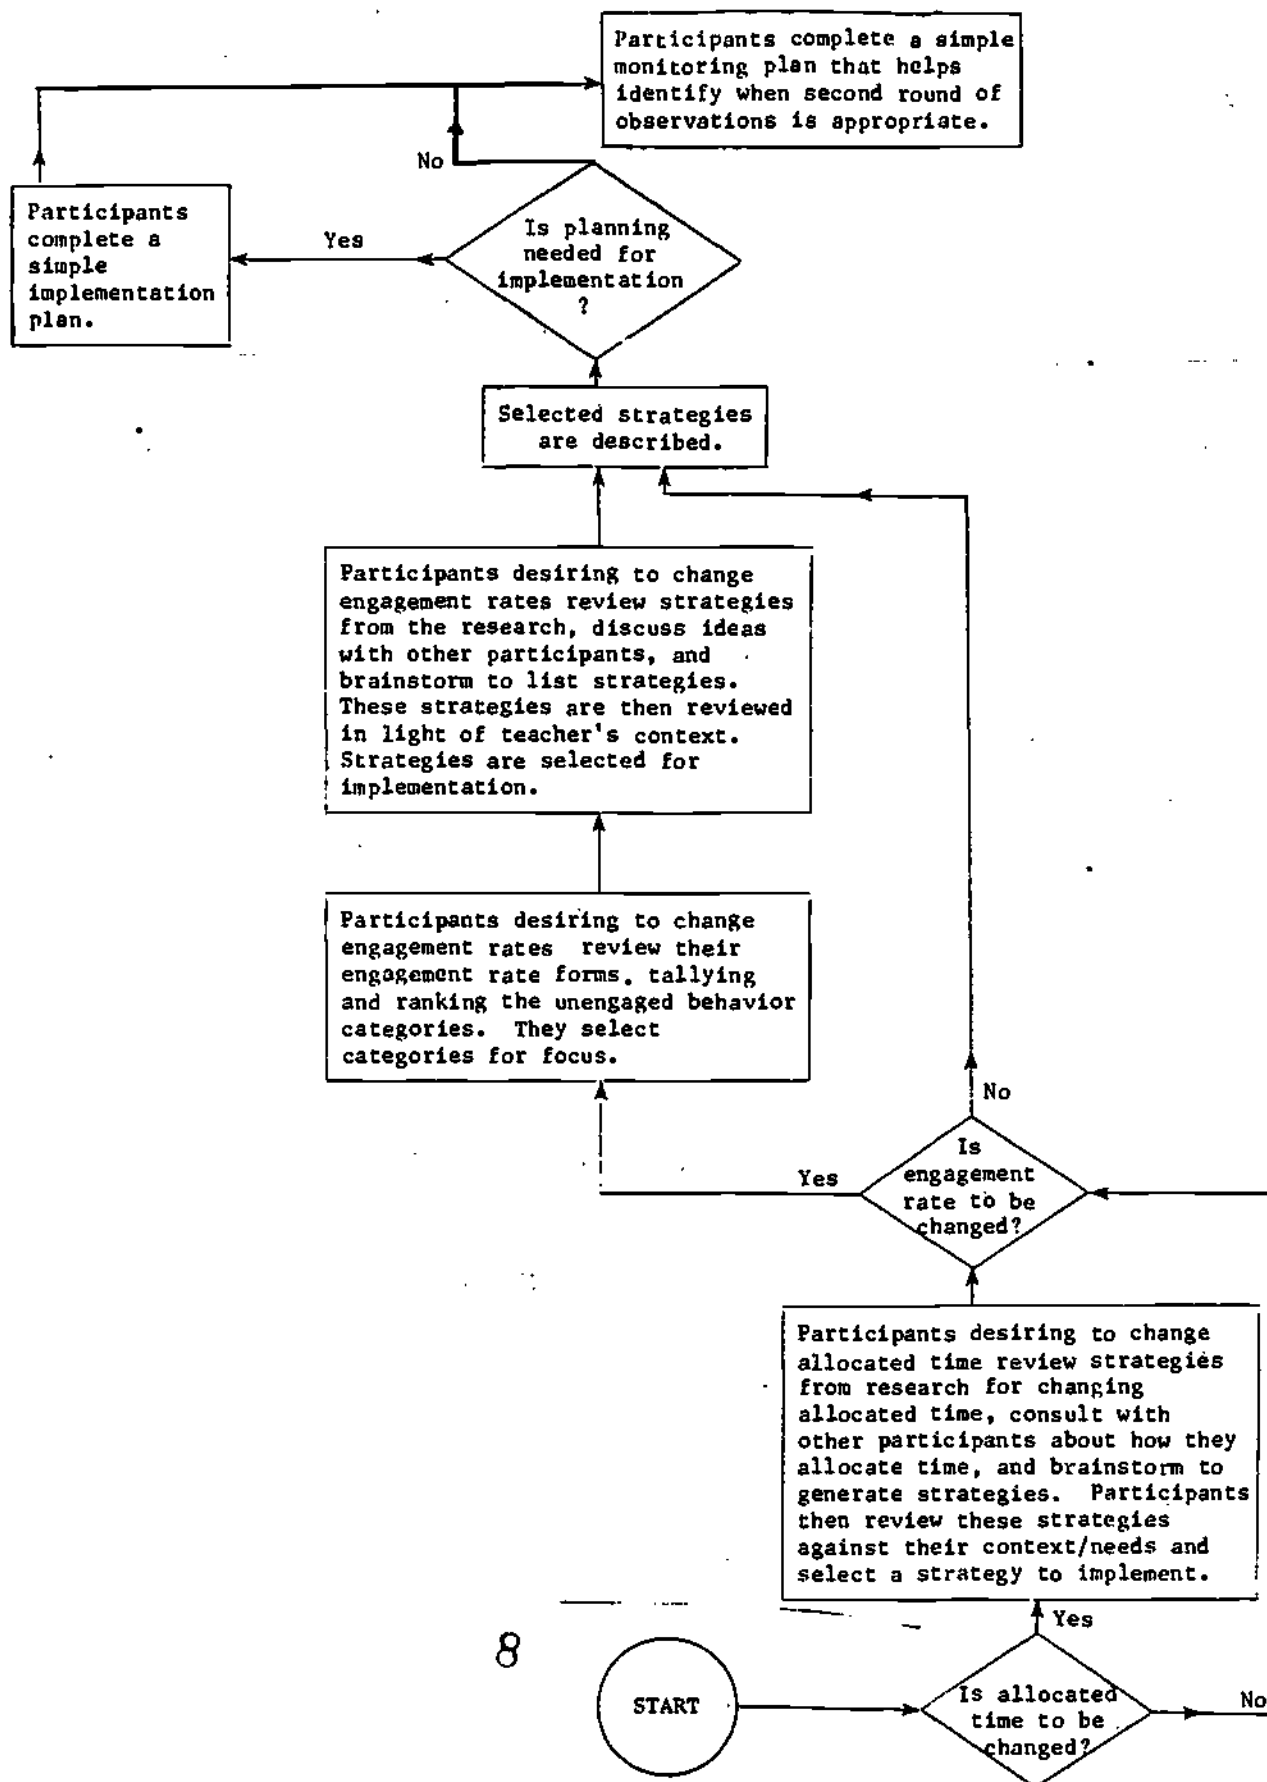 Participants complete a simple
monitoring plan that helps
identify when second round of
observations is appropriate.
No
Participants
complete a
simple
implementation
plan.
Yes
Is planning
needed for
implementation
?
Selected strategies
are described.
Participants desiring to change
engagement rates review strategies
from the research, discuss ideas
with other participants, and
brainstorm to list strategies.
These strategies are then reviewed
in light of teacher's context.
Strategies are selected for
implementation.
Participants desiring to change
engagement rates review their
engagement rate forms, tallying
and ranking the unengaged behavior
categories. They select
categories for focus.
No
Yes
Is
engagement
rate to be
changed?
Participants desiring to change
allocated time review strategies
from research for changing
allocated time, consult with
other participants about how they
allocate time, and brainstorm to
generate strategies. Participants
then review these strategies
against their context/needs and
select a strategy to implement.
Yes
8
START
Is allocated
time to be
changed?
No